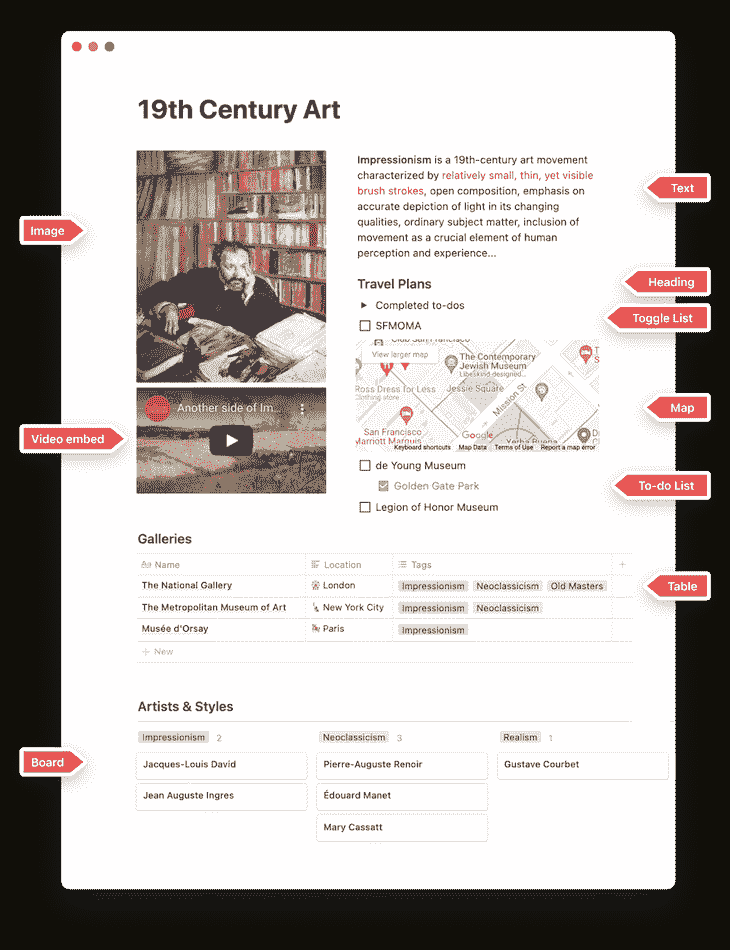 19th Century Art
Impressionism is a 19th-century art movement
characterized by relatively small, thin, yet visible
brush strokes, open composition, emphasis on
accurate depiction of light in its changing
qualities, ordinary subject matter, inclusion of
movement as a crucial element of human
perception and experience...
Text
Image
Travel Plans
Heading
Completed to-dos
Toggle List
SFMOMA
Club San Francisco
View larger map
The Contemporary
Jewish Museum
Libeskind-designed...
Ross Dress for Less
Clothing store
Jessie Square
Mission St
Map
San Francisco
Marriott Marquis
Google
Yerba Buena
Keyboard shortcuts Map Data Terms of Use Report a map error
Another side of Im...
Video embed
de Young Museum
Golden Gate Park
To-do List
Legion of Honor Museum
Galleries
Aa Name Location Tags +
The National Gallery London Impressionism Neoclassicism Old Masters
Table
The Metropolitan Museum of Art New York City Impressionism Neoclassicism
Musée d'Orsay Paris Impressionism
+ New
Artists & Styles
Impressionism 2 Neoclassicism 3 Realism 1
Board
Jacques-Louis David Pierre-Auguste Renoir Gustave Courbet
Jean Auguste Ingres Édouard Manet
Mary Cassatt